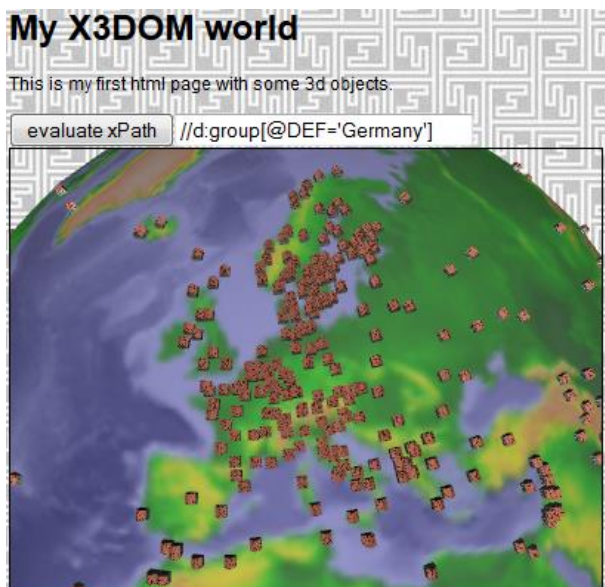 My X3DOM world
This is my first html page with some 3d objects.
evaluate xPath //d:group[@DEF='Germany']